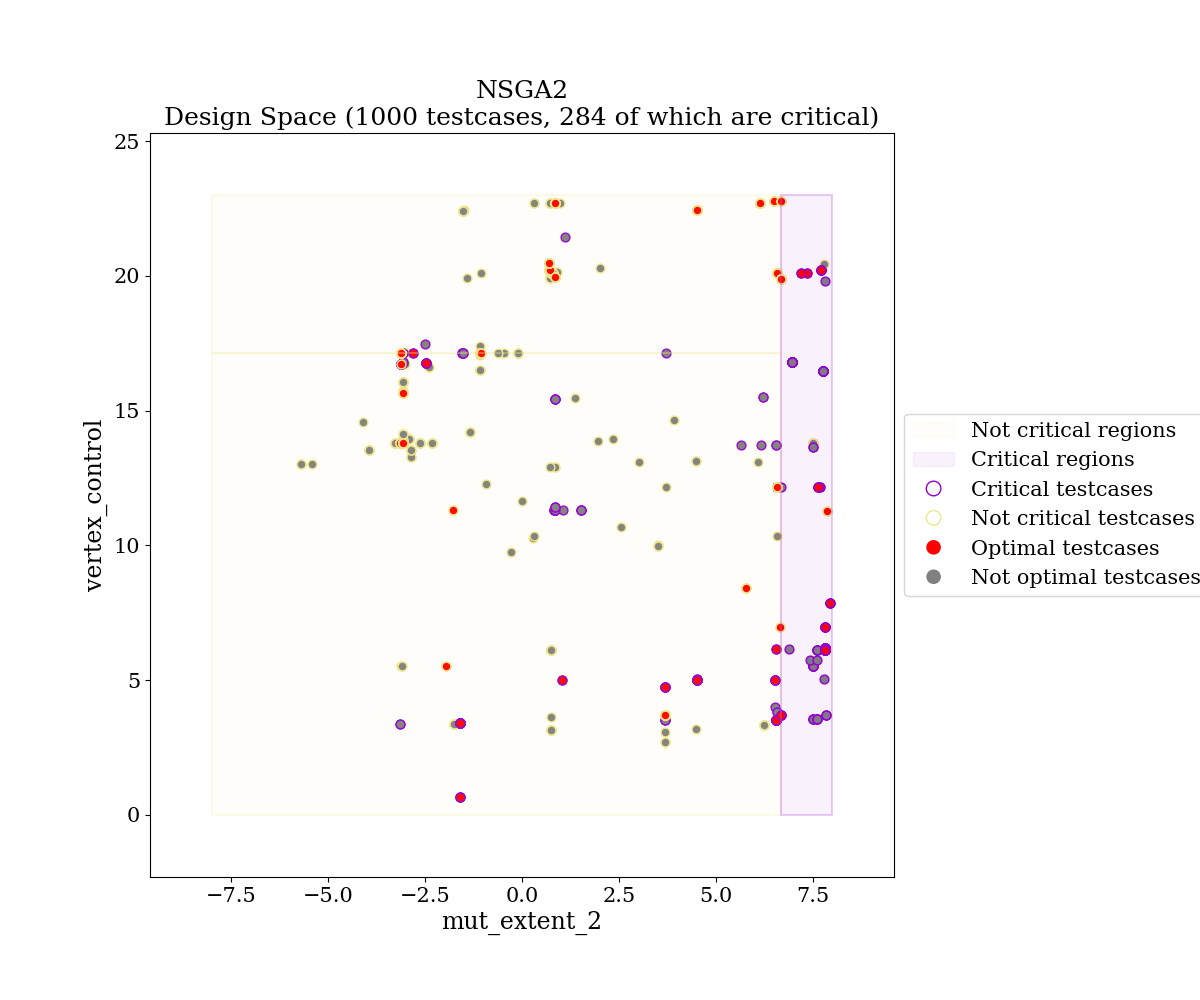 NSGA2
Design Space (1000 testcases, 284 of which are critical)
25
20
15
10
5
0
vertex_control
−7.5
−5.0
−2.5
0.0
2.5
5.0
7.5
mut_extent_2
Not critical regions
Critical regions
Critical testcases
Not critical testcases
Optimal testcases
Not optimal testcases